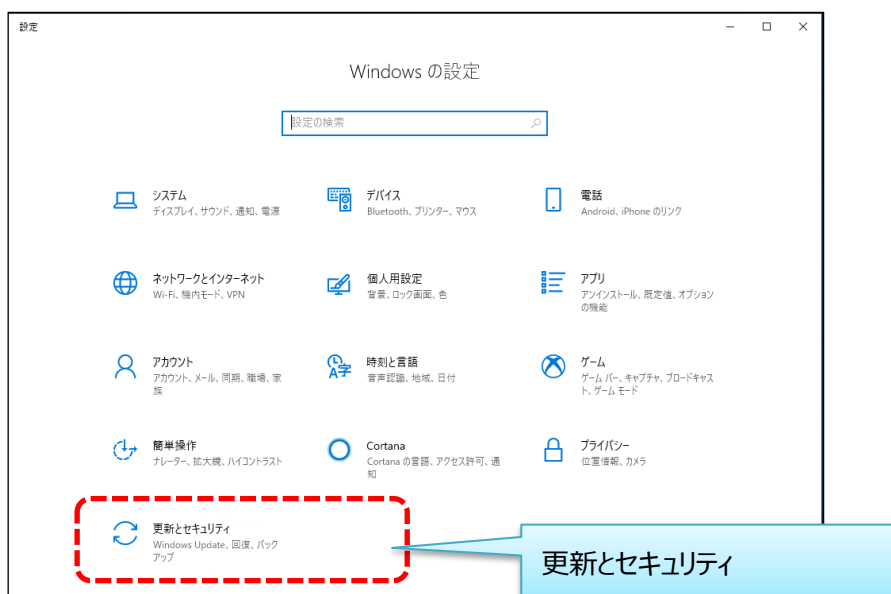 設定
Windows の設定
設定の検索
システム
ディスプレイ、サウンド、通知、電源
デバイス
Bluetooth、プリンター、マウス
電話
Android、iPhone のリンク
ネットワークとインターネット
Wi-Fi、機内モード、VPN
個人用設定
背景、ロック画面、色
アプリ
アンインストール、既定値、オプション
の機能
アカウント
アカウント、メール、同期、職場、家
族
時刻と言語
音声認識、地域、日付
ゲーム
ゲーム バー、キャプチャ、ブロードキャス
ト、ゲーム モード
簡単操作
ナレーター、拡大鏡、ハイコントラスト
Cortana
Cortana の言語、アクセス許可、通
知
プライバシー
位置情報、カメラ
更新とセキュリティ
Windows Update、回復、バック
アップ
更新とセキュリティ